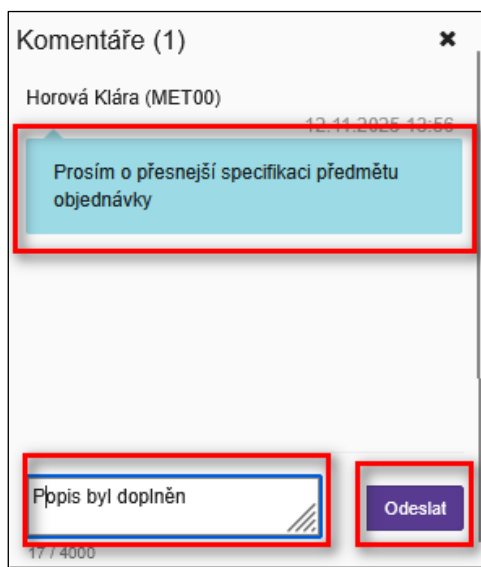 Komentáře (1)
Horová Klára (MET00)
12.11.2025 13:56
Prosím o přesnejší specifikaci předmětu
objednávky
Popis byl doplněn
Odeslat
17 / 4000